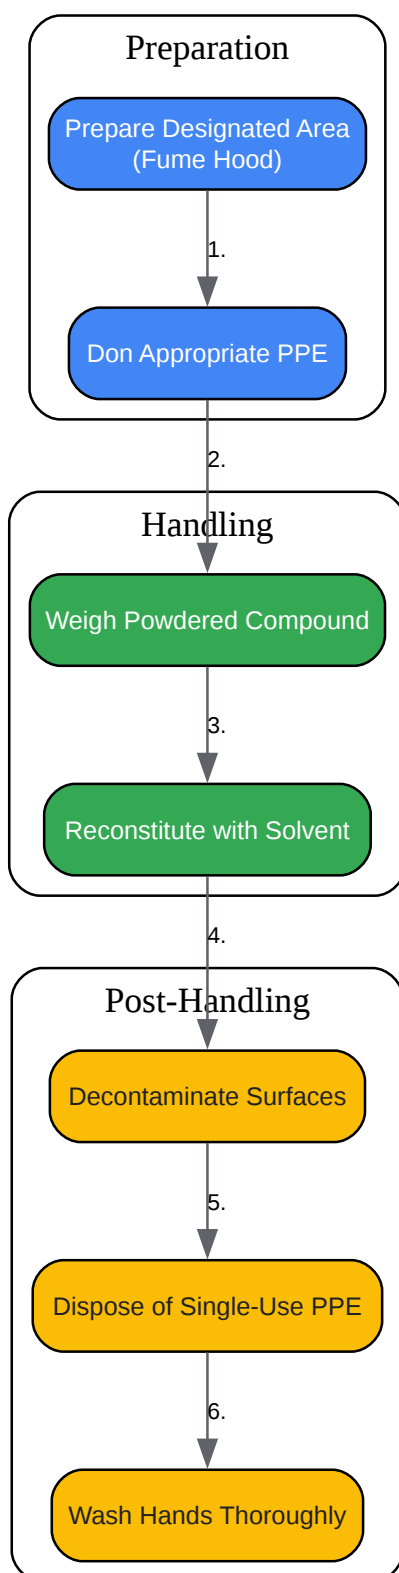 Preparation
Prepare Designated Area
(Fume Hood)
1.
Don Appropriate PPE
2.
Handling
Weigh Powdered Compound
3.
Reconstitute with Solvent
4.
Post-Handling
Decontaminate Surfaces
5.
Dispose of Single-Use PPE
6.
Wash Hands Thoroughly